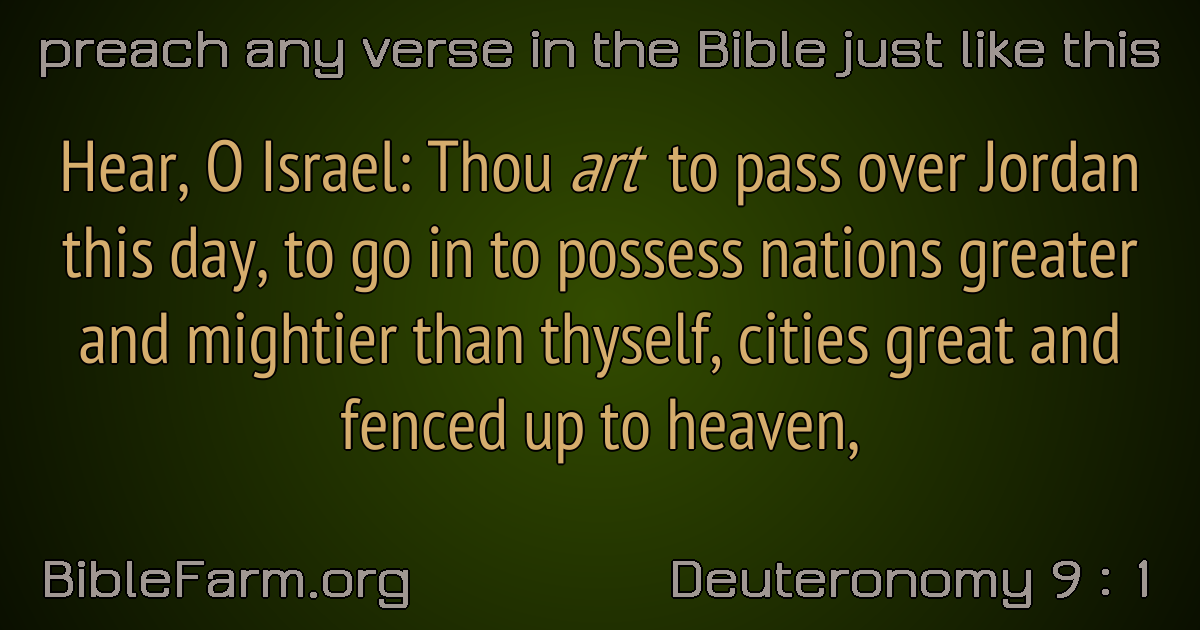 preach any verse in the Bible just like this
Hear, O Israel: Thou art to pass over Jordan
this day, to go in to possess nations greater
and mightier than thyself, cities great and
fenced up to heaven,
BibleFarm.org
Deuteronomy 9 : 1